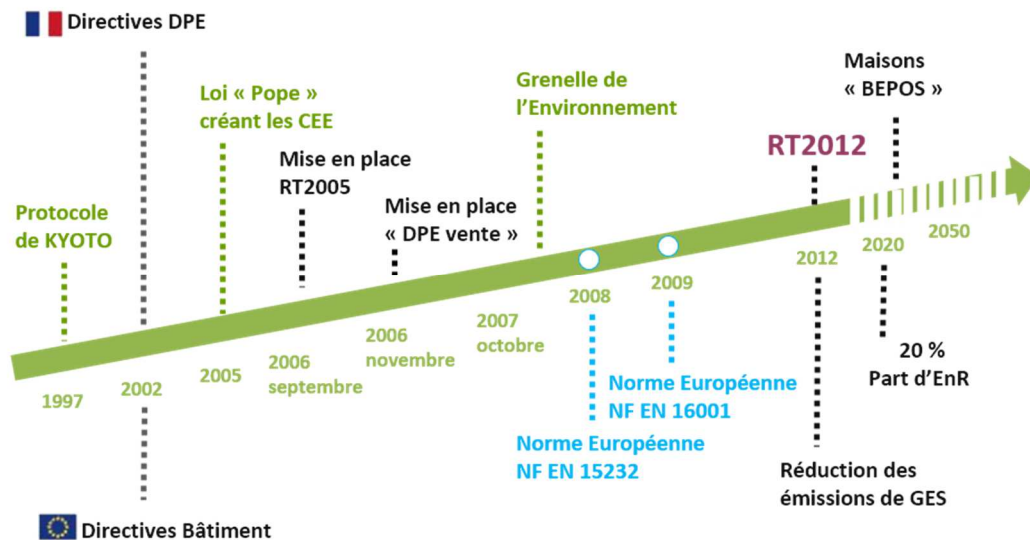 Directives DPE
Loi « Pope »
créant les CEE
Grenelle de
l'Environnement
Maisons
« BEPOS »
RT2012
Mise en place
RT2005
Mise en place
« DPE vente »
Protocole
de KYOTO
1997
2002
2005
2006
septembre
2006
novembre
2007
octobre
2008
2009
2012
2020
2050
20 %
Part d'EnR
Norme Européenne
NF EN 16001
Norme Européenne
NF EN 15232
Réduction des
émissions de GES
Directives Bâtiment